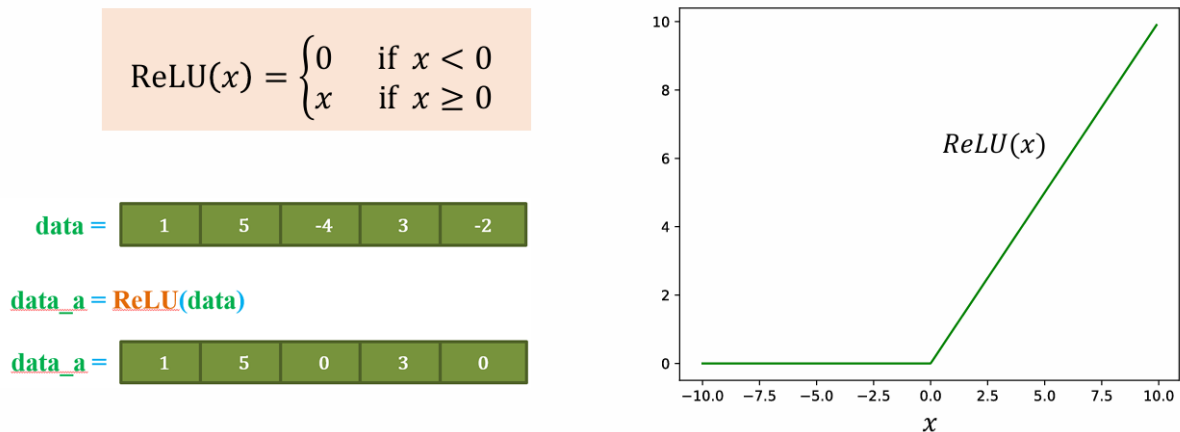 ReLU(x) = {0 if x < 0
x if x ≥ 0
data = 1 5 -4 3 -2
data_a = ReLU(data)
data_a = 1 5 0 3 0
10
8
6
4
2
0
ReLU(x)
−10.0 −7.5 −5.0 −2.5 0.0 2.5 5.0 7.5 10.0
x